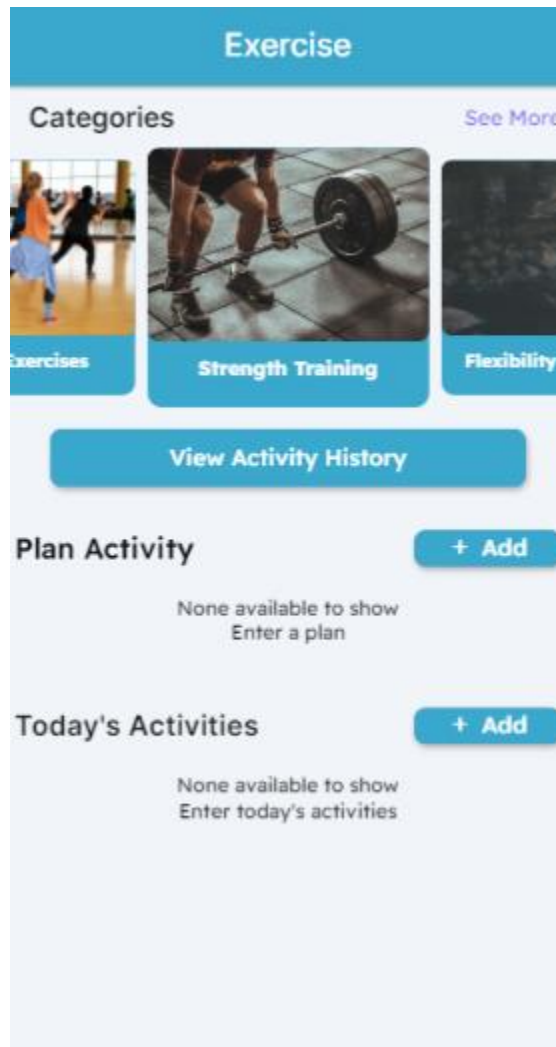 Exercise
Categories
See More
Exercises
Strength Training
Flexibility
View Activity History
Plan Activity
+ Add
None available to show
Enter a plan
Today's Activities
+ Add
None available to show
Enter today's activities